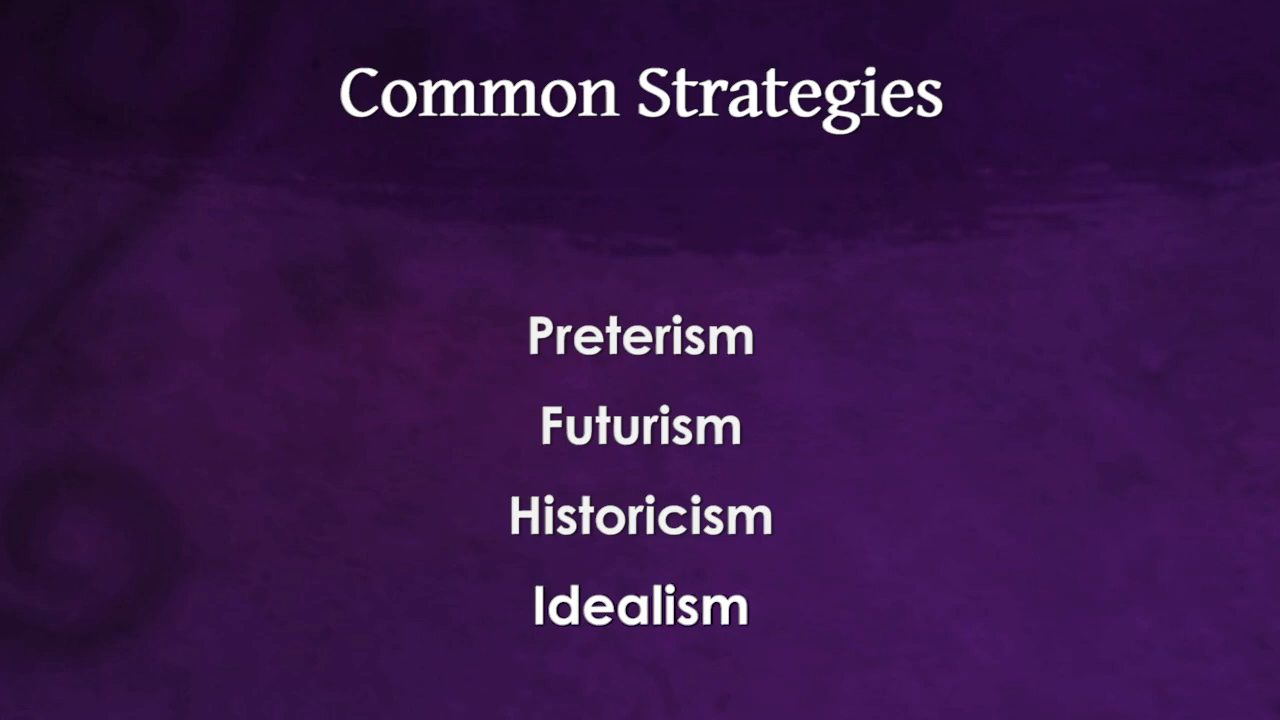 Common Strategies
Preterism
Futurism
Historicism
Idealism